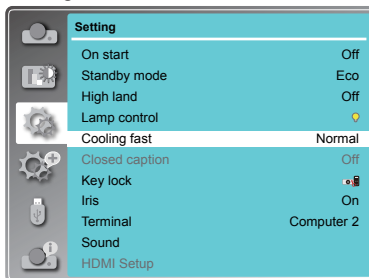 Setting
On start Off
Standby mode Eco
High land Off
Lamp control
Cooling fast Normal
Closed caption Off
Key lock
Iris On
Terminal Computer 2
Sound
HDMI Setup